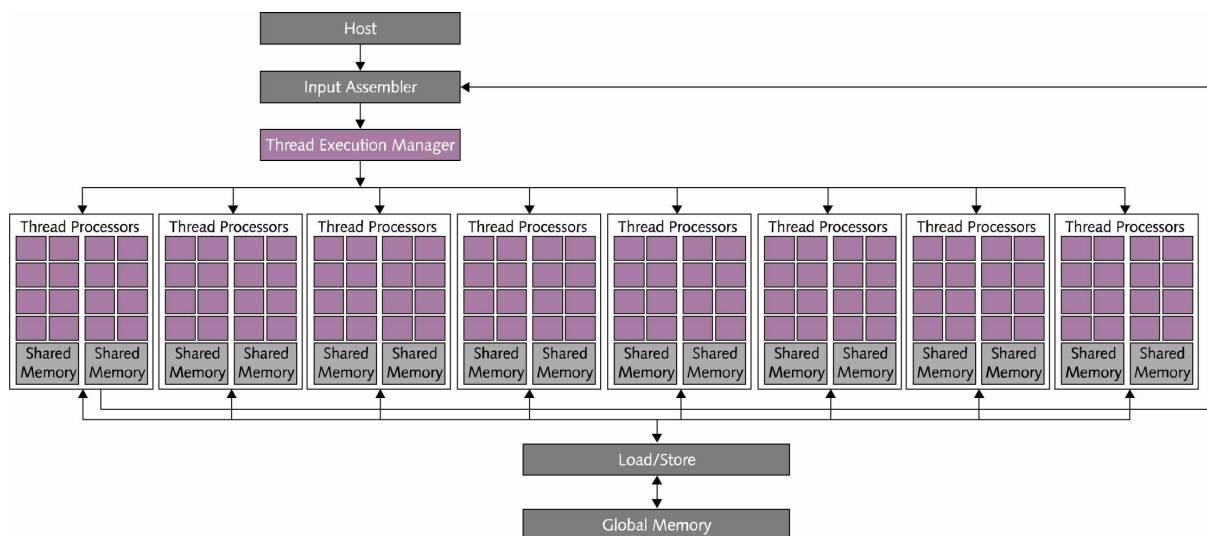 Host
Input Assembler
Thread Execution Manager
Thread Processors
Thread Processors
Thread Processors
Thread Processors
Thread Processors
Thread Processors
Thread Processors
Thread Processors
Shared
Memory
Shared
Memory
Shared
Memory
Shared
Memory
Shared
Memory
Shared
Memory
Shared
Memory
Shared
Memory
Shared
Memory
Shared
Memory
Shared
Memory
Shared
Memory
Shared
Memory
Shared
Memory
Shared
Memory
Shared
Memory
Load/Store
Global Memory